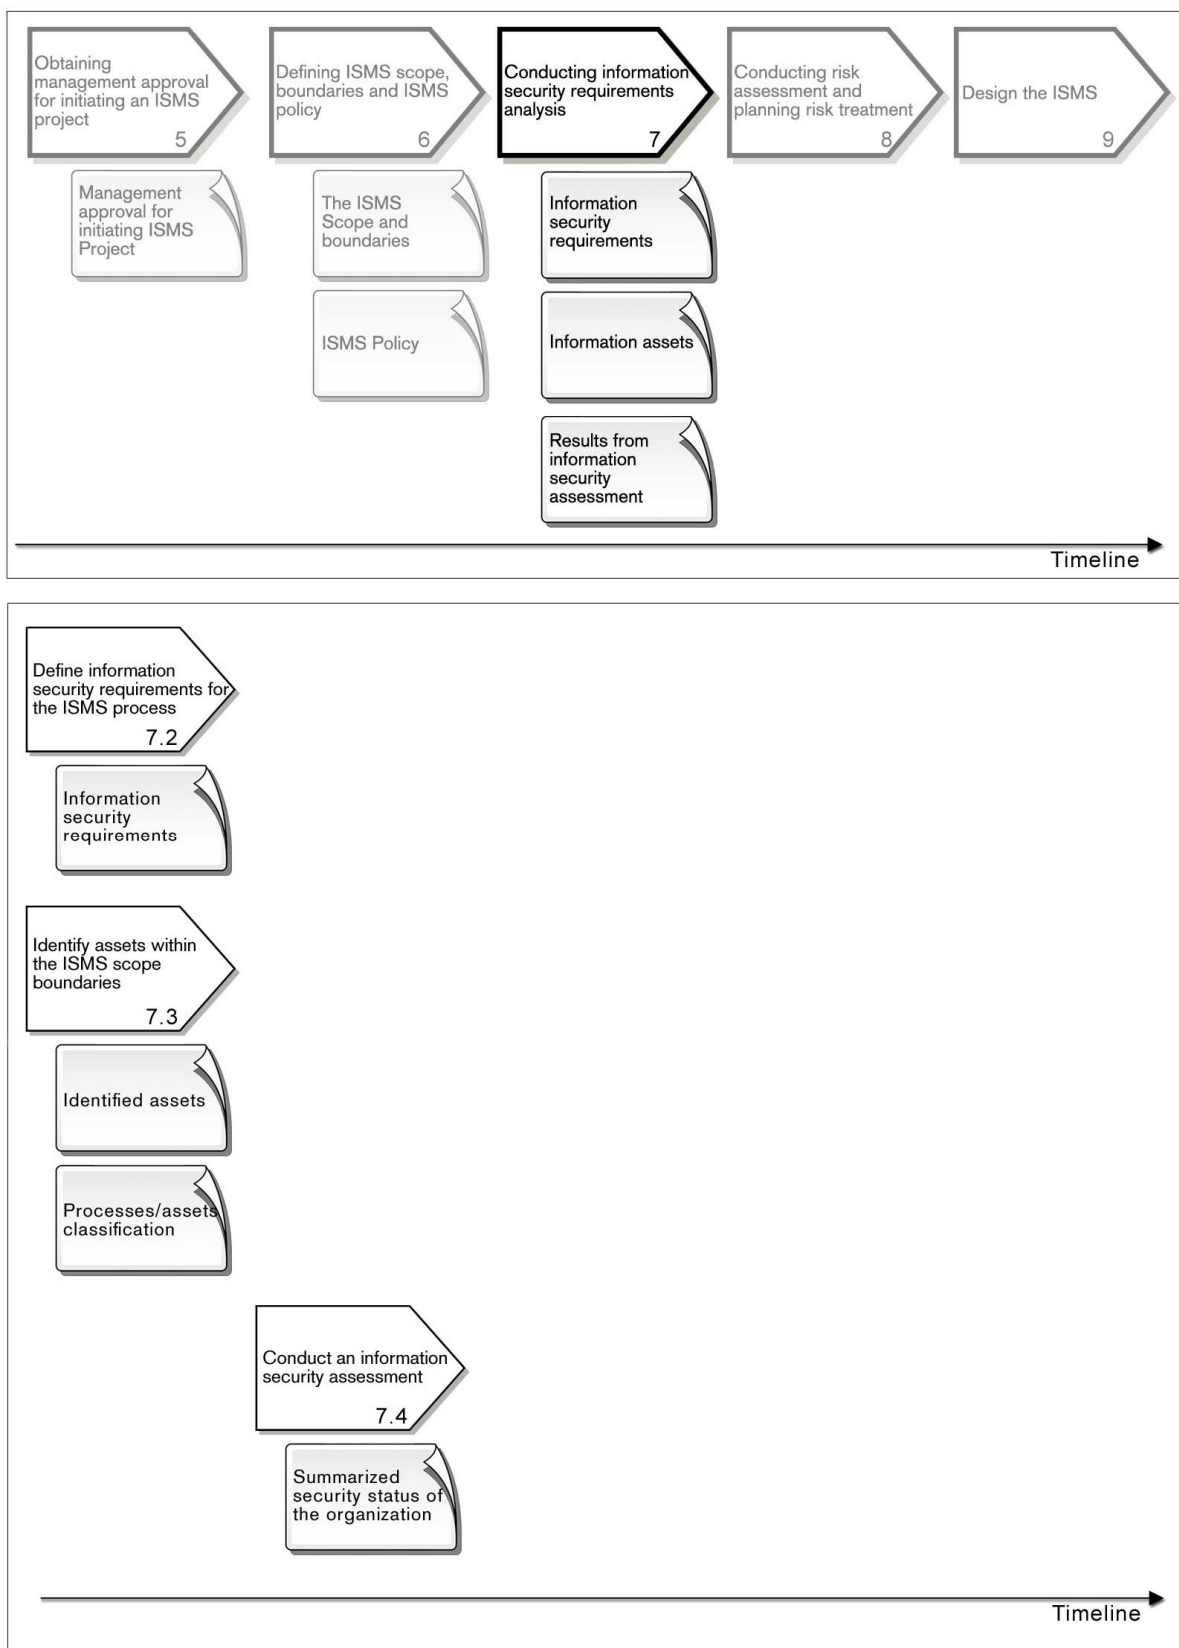 Obtaining
management approval
for initiating an ISMS
project
5
Defining ISMS scope,
boundaries and ISMS
policy
6
Conducting information
security requirements
analysis
7
Conducting risk
assessment and
planning risk treatment
8
Design the ISMS
9
Management
approval for
initiating ISMS
Project
The ISMS
Scope and
boundaries
Information
security
requirements
ISMS Policy
Information assets
Results from
information
security
assessment
Timeline
Define information
security requirements for
the ISMS process
7.2
Information
security
requirements
Identify assets within
the ISMS scope
boundaries
7.3
Identified assets
Processes/assets
classification
Conduct an information
security assessment
7.4
Summarized
security status of
the organization
Timeline